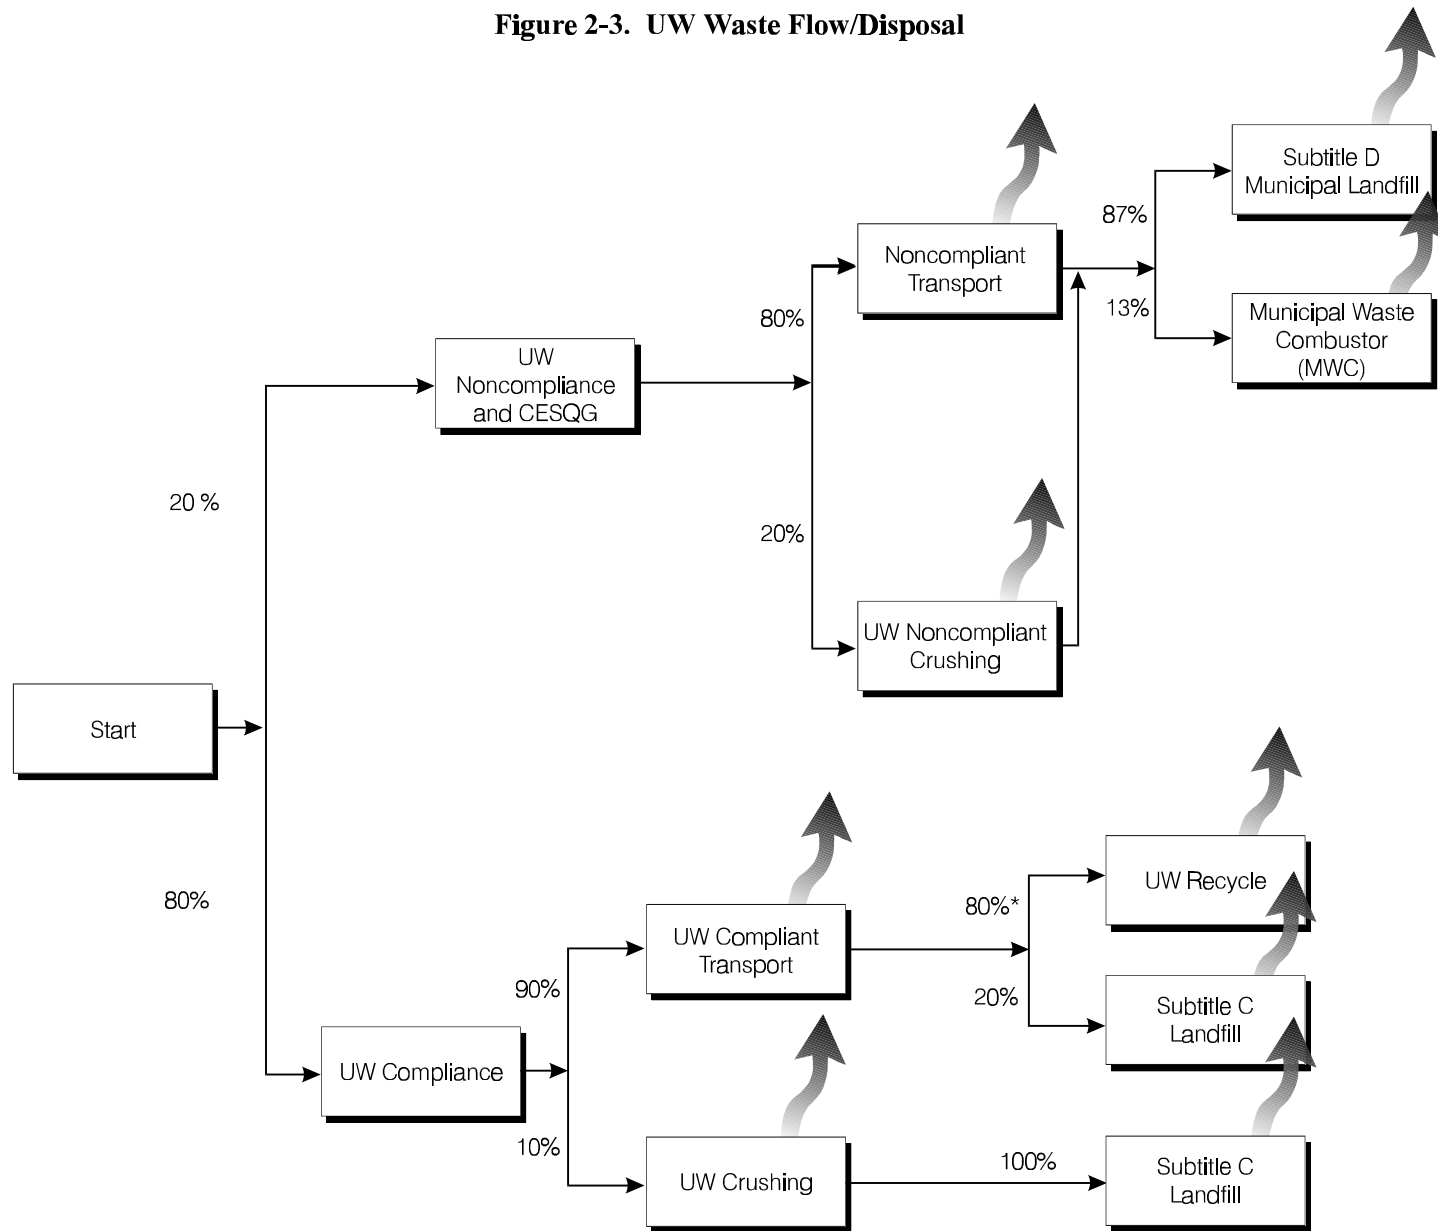 Figure 2-3.  UW Waste Flow/Disposal
Subtitle D
Municipal Landfill
87%
Noncompliant
Transport
13%
Municipal Waste
Combustor
(MWC)
80%
UW
Noncompliance
and CESQG
20 %
20%
UW Noncompliant
Crushing
Start
80%
UW Recycle
80%*
UW Compliant
Transport
90%
20%
Subtitle C
Landfill
UW Compliance
10%
UW Crushing
100%
Subtitle C
Landfill